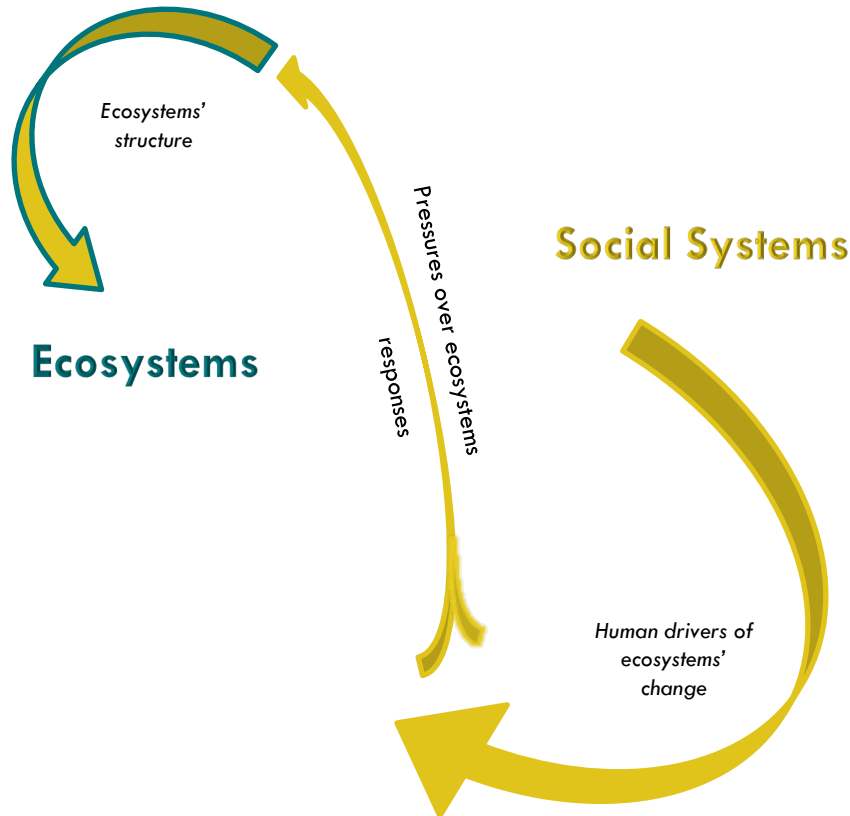 Ecosystems’
structure
Pressures over ecosystems
responses
Social Systems
Ecosystems
Human drivers of
ecosystems’
change